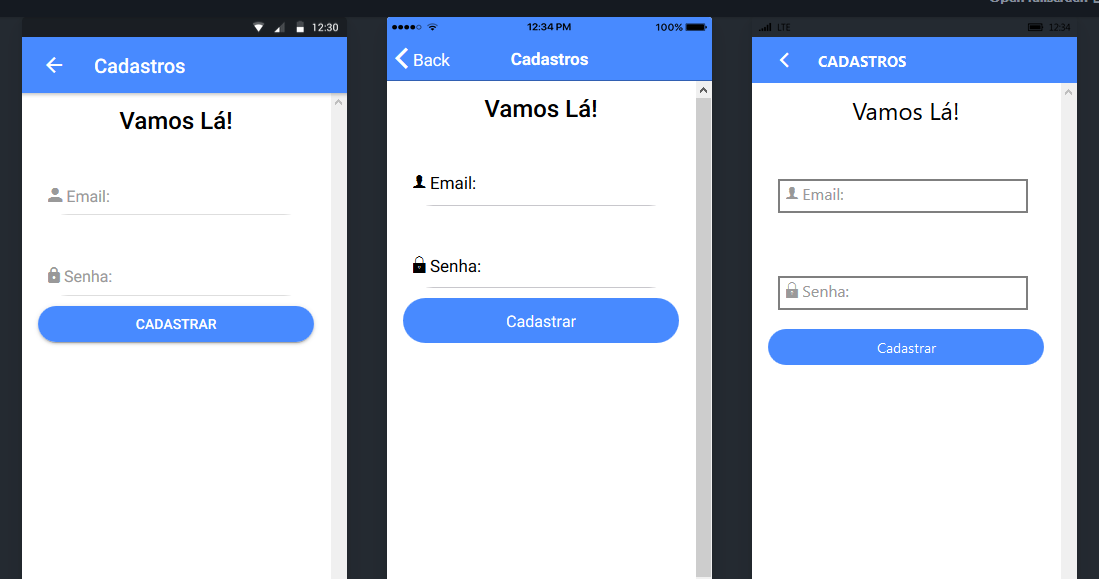 12:30
Cadastros
Vamos Lá!
Email:
Senha:
CADASTRAR
12:34 PM
100%
Back
Cadastros
Vamos Lá!
Email:
Senha:
Cadastrar
LTE
12:34
CADASTROS
Vamos Lá!
Email:
Senha:
Cadastrar